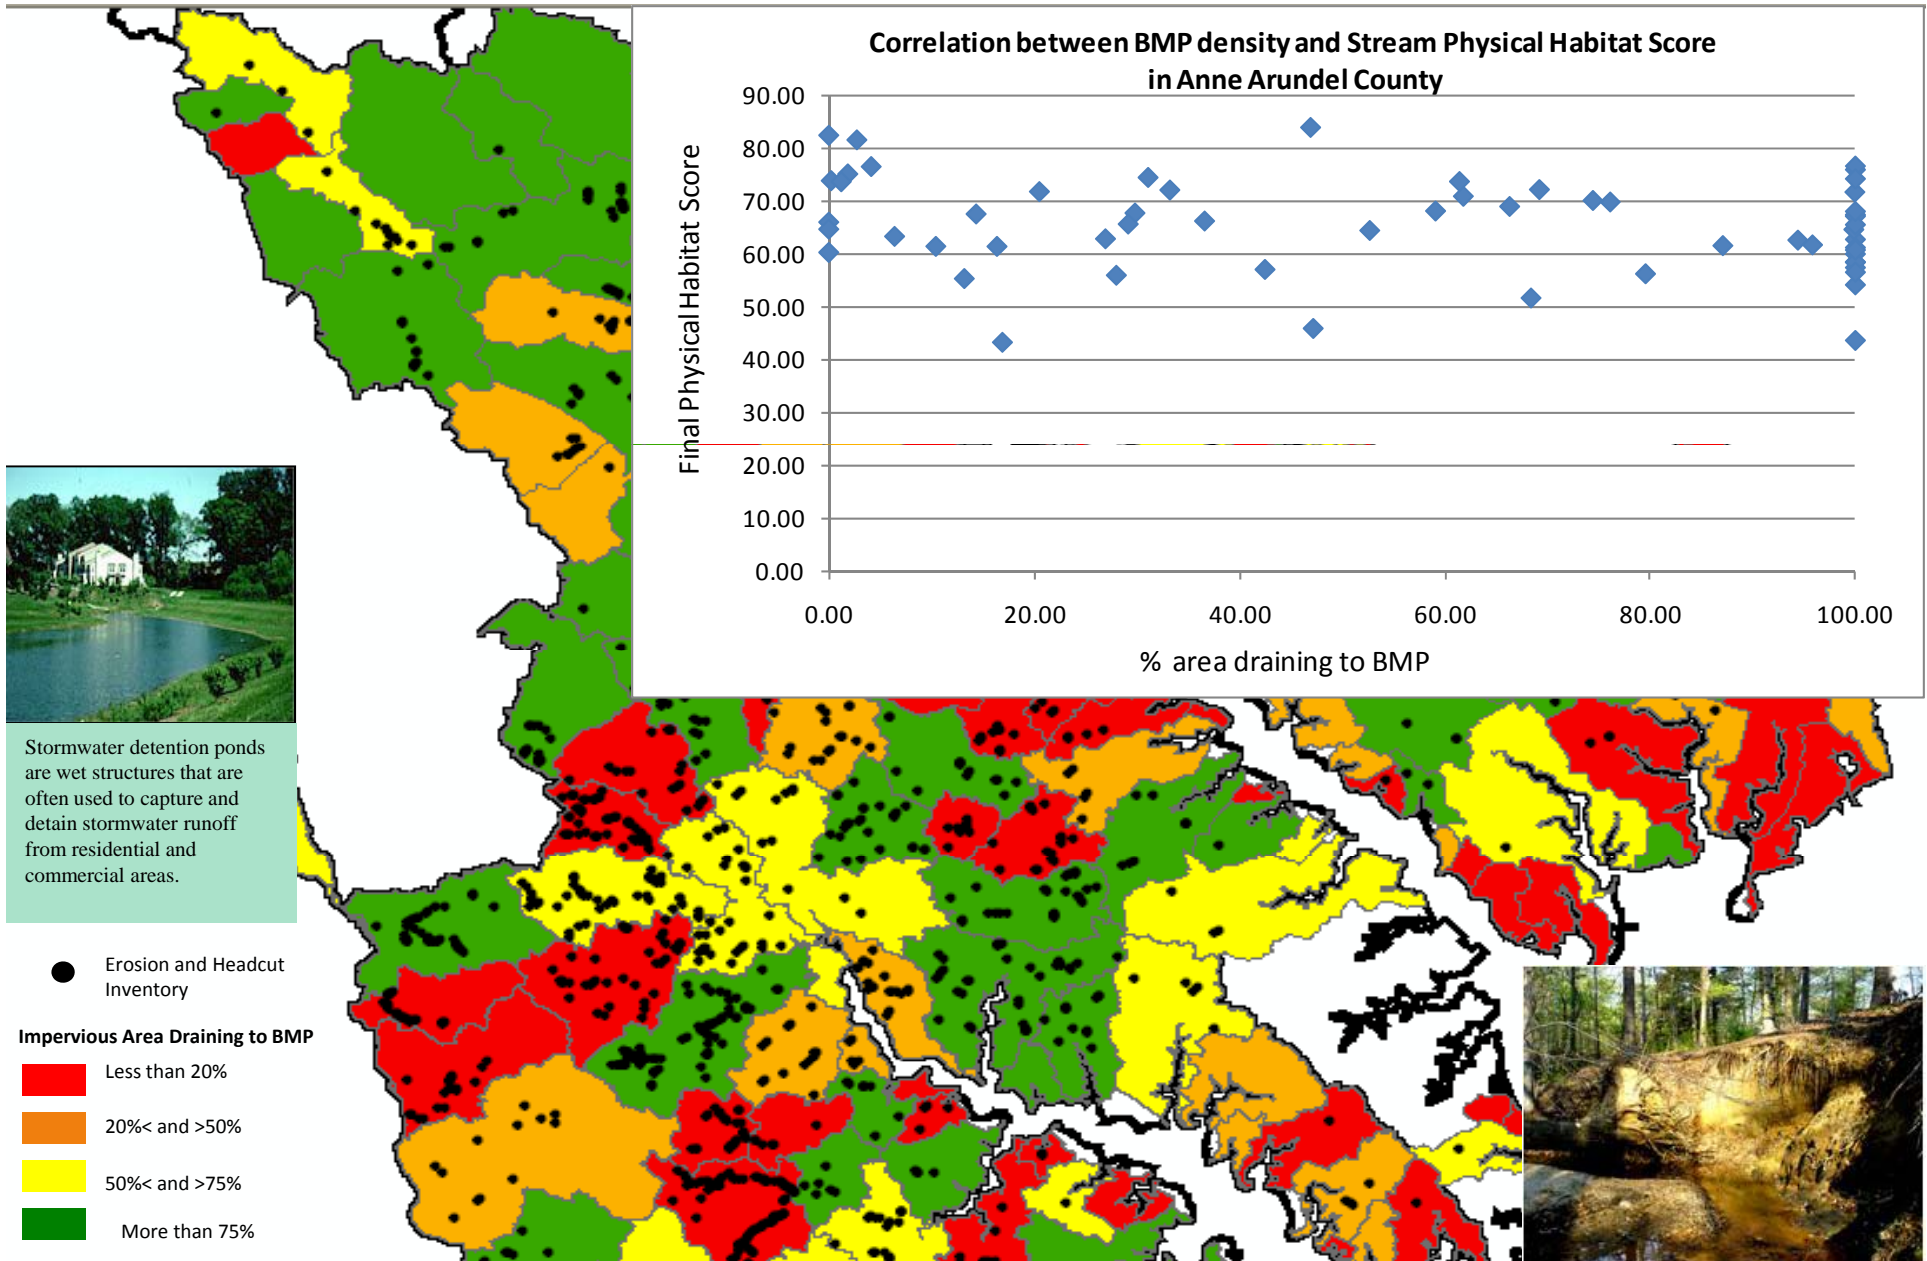 Correlation between BMP density and Stream Physical Habitat Score
in Anne Arundel County
Final Physical Habitat Score
90.00
80.00
70.00
60.00
50.00
40.00
30.00
20.00
10.00
0.00
0.00 20.00 40.00 60.00 80.00 100.00
% area draining to BMP
Stormwater detention ponds
are wet structures that are
often used to capture and
detain stormwater runoff
from residential and
commercial areas.
Erosion and Headcut
Inventory
Impervious Area Draining to BMP
Less than 20%
20%< and >50%
50%< and >75%
More than 75%